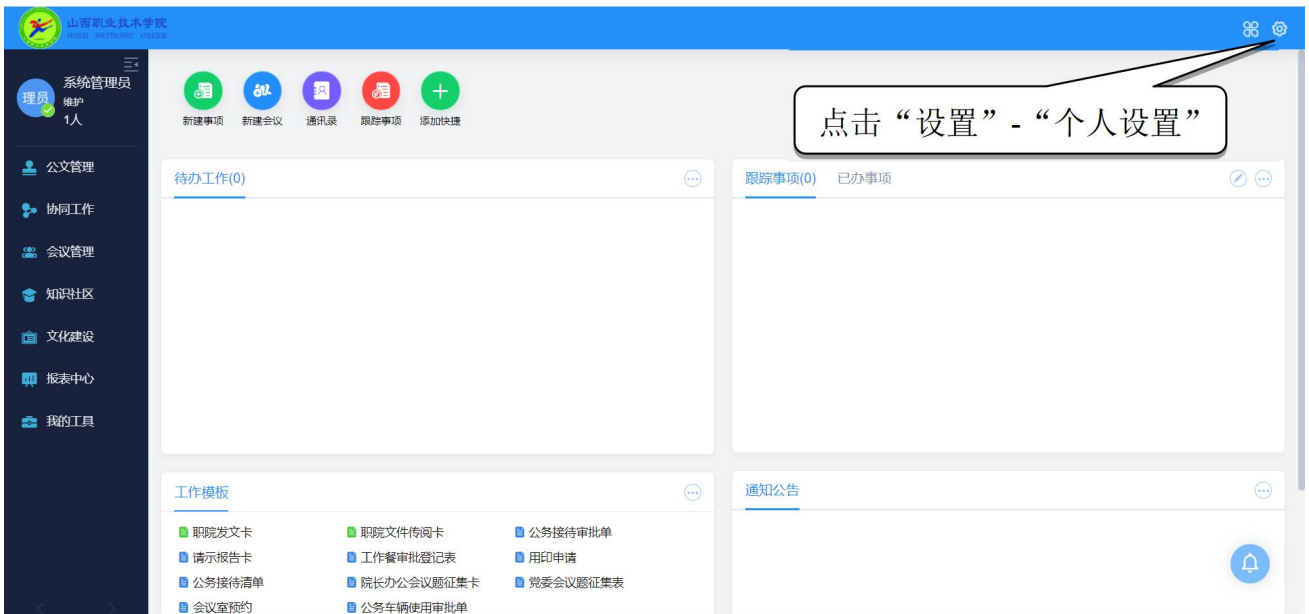 山西职业技术学院
SHANXI POLYTECHNIC COLLEGE
理员
系统管理员
维护
1人
新建事项 新建会议 通讯录 跟踪事项 添加快捷
点击“设置”-“个人设置”
公文管理
协同工作
会议管理
知识社区
文化建设
报表中心
我的工具
待办工作(0)
跟踪事项(0) 已办事项
工作模板
职院发文卡 职院文件传阅卡 公务接待审批单
请示报告卡 工作餐审批登记表 用印申请
公务接待清单 院长办公会议题征集卡 党委会议题征集表
会议室预约 公务车辆使用审批单
通知公告